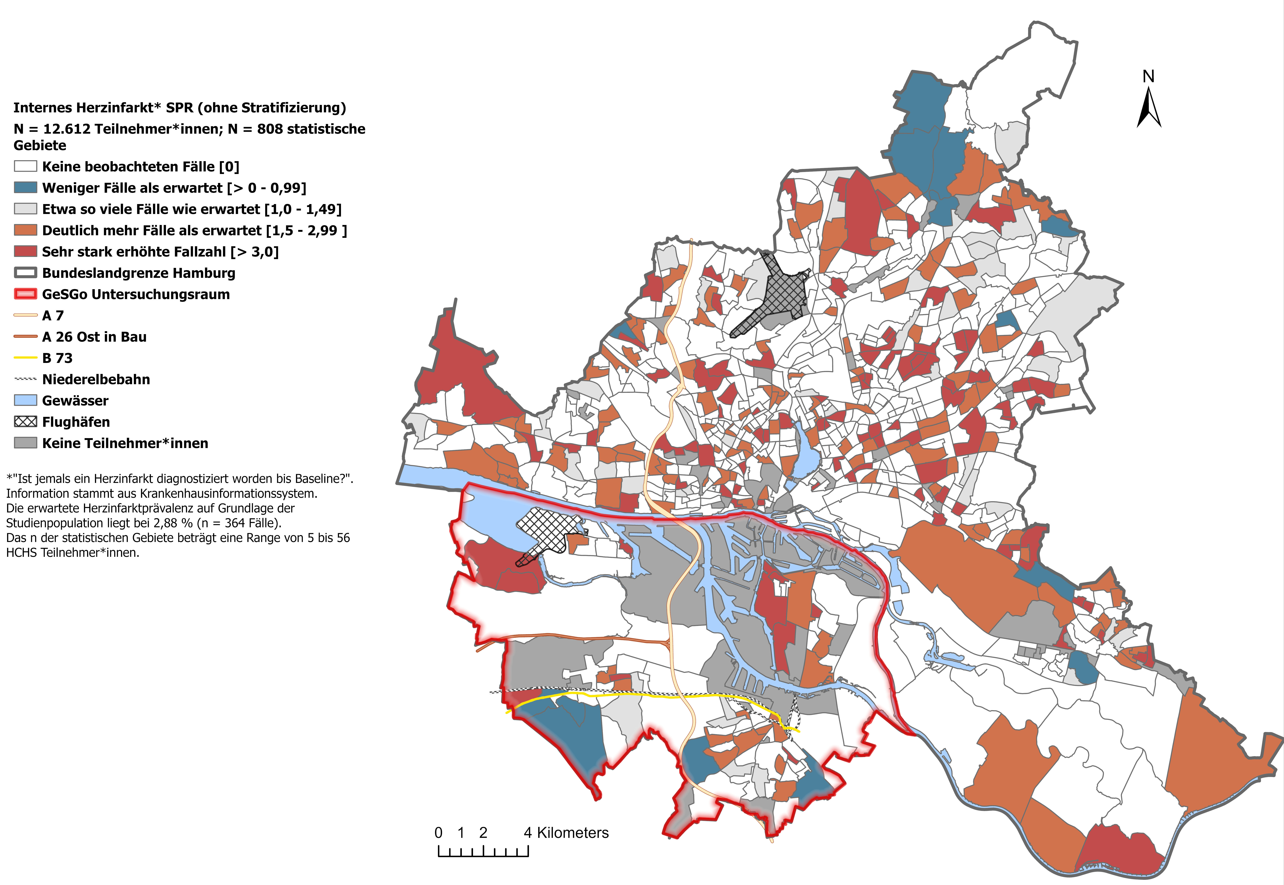 Internes Herzinfarkt* SPR (ohne Stratifizierung)
N = 12.612 Teilnehmer*innen; N = 808 statistische
Gebiete
Keine beobachteten Fälle [0]
Weniger Fälle als erwartet [> 0 - 0,99]
Etwa so viele Fälle wie erwartet [1,0 - 1,49]
Deutlich mehr Fälle als erwartet [1,5 - 2,99 ]
Sehr stark erhöhte Fallzahl [> 3,0]
Bundeslandgrenze Hamburg
GeSGo Untersuchungsraum
A 7
A 26 Ost in Bau
B 73
Niederelbebahn
Gewässer
Flughäfen
Keine Teilnehmer*innen
*"Ist jemals ein Herzinfarkt diagnostiziert worden bis Baseline?".
Information stammt aus Krankenhausinformationssystem.
Die erwartete Herzinfarktprävalenz auf Grundlage der
Studienpopulation liegt bei 2,88 % (n = 364 Fälle).
Das n der statistischen Gebiete beträgt eine Range von 5 bis 56
HCHS Teilnehmer*innen.
N
0 1 2 4 Kilometers